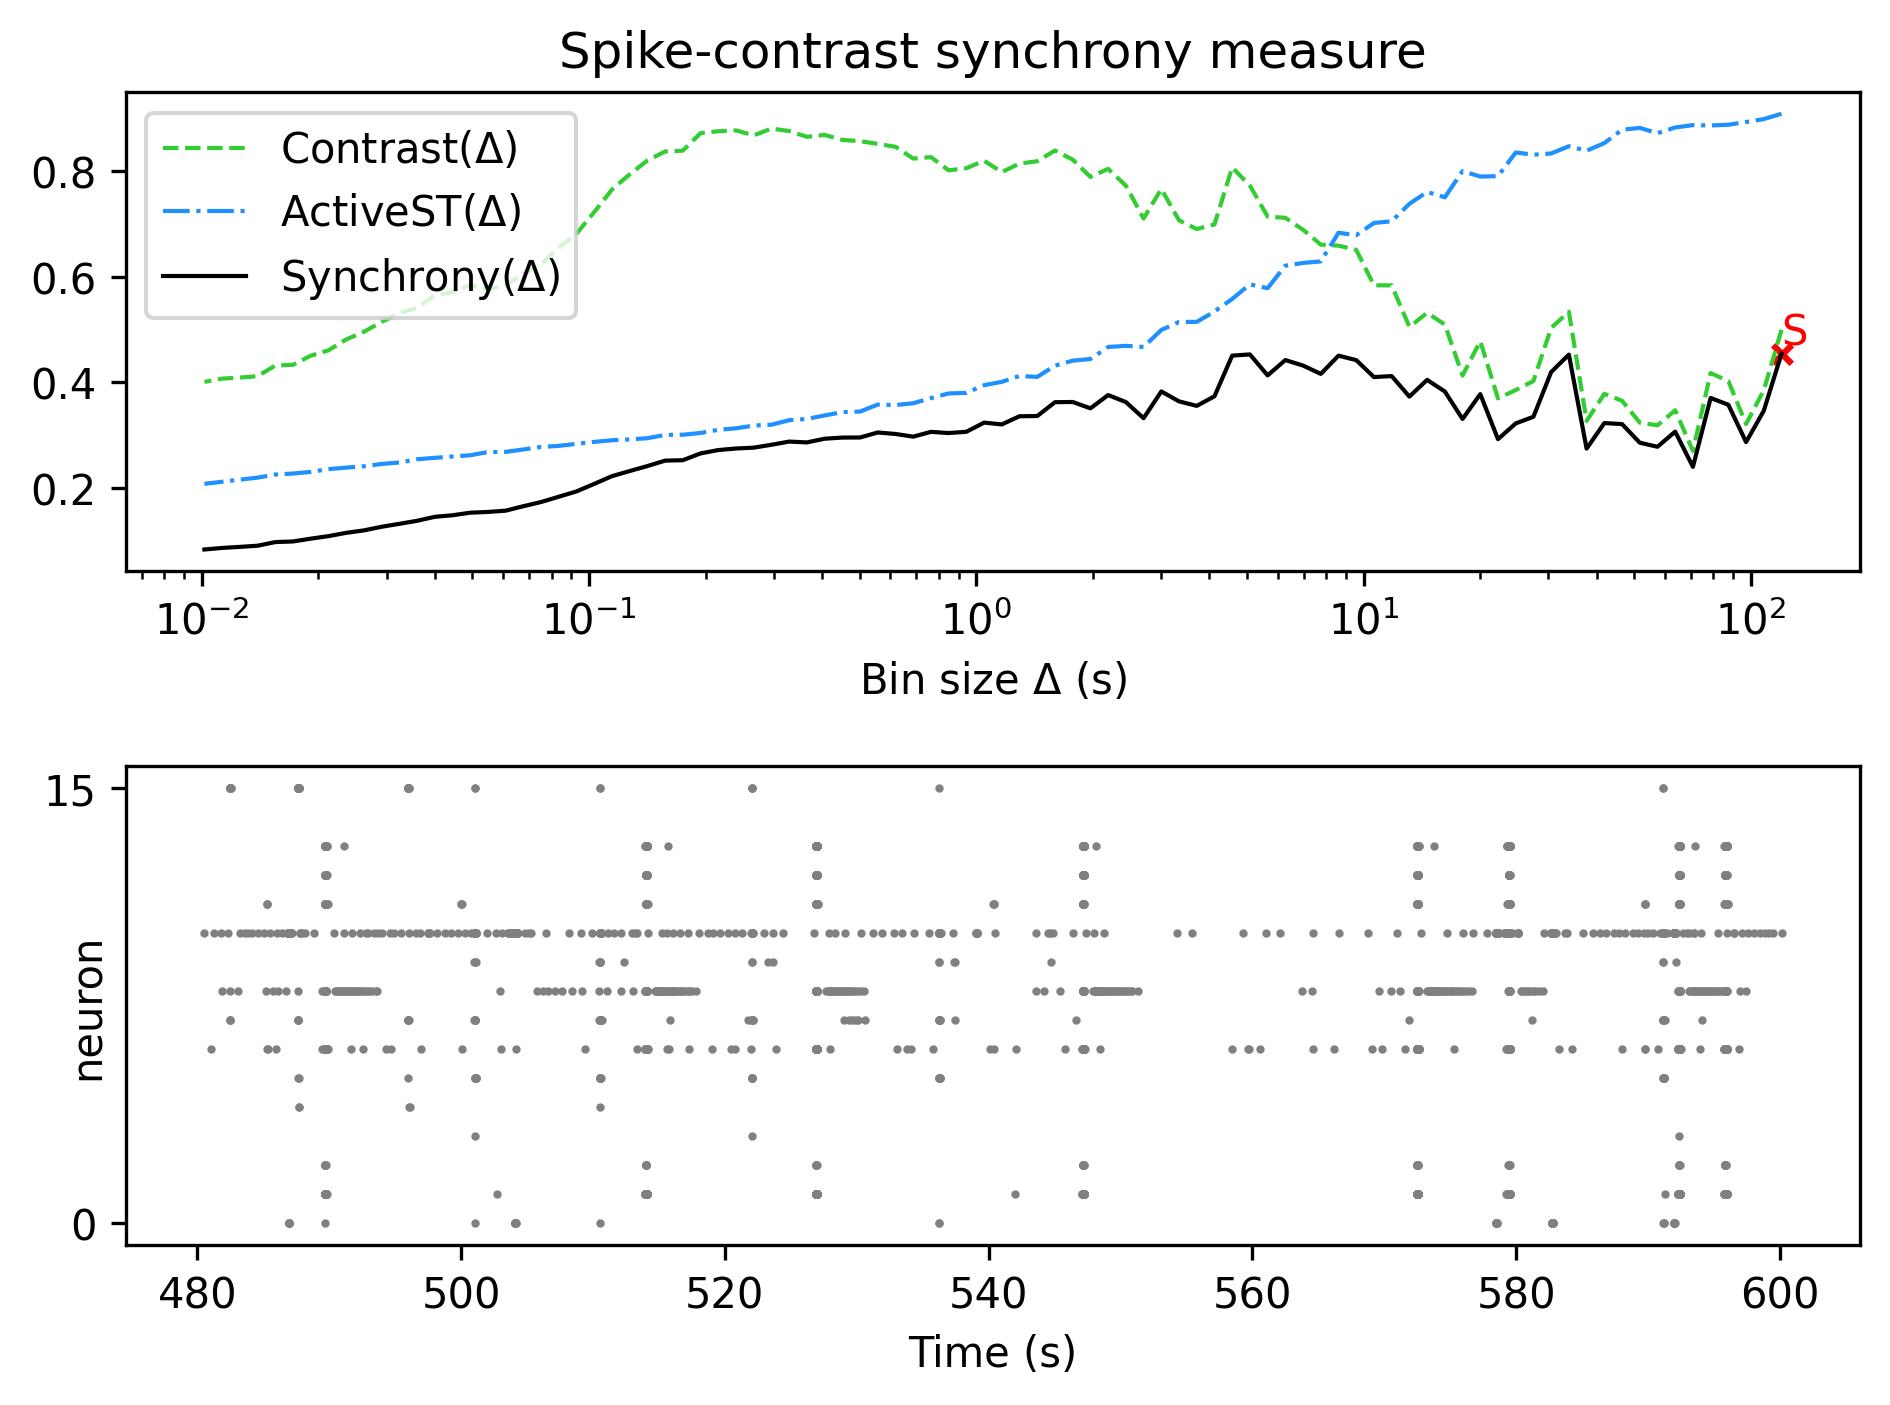 Spike-contrast synchrony measure
Contrast(Δ)
ActiveST(Δ)
Synchrony(Δ)
0.8
0.6
0.4
0.2
S
10⁻² 10⁻¹ 10⁰ 10¹ 10²
Bin size Δ (s)
15
neuron
0
480 500 520 540 560 580 600
Time (s)